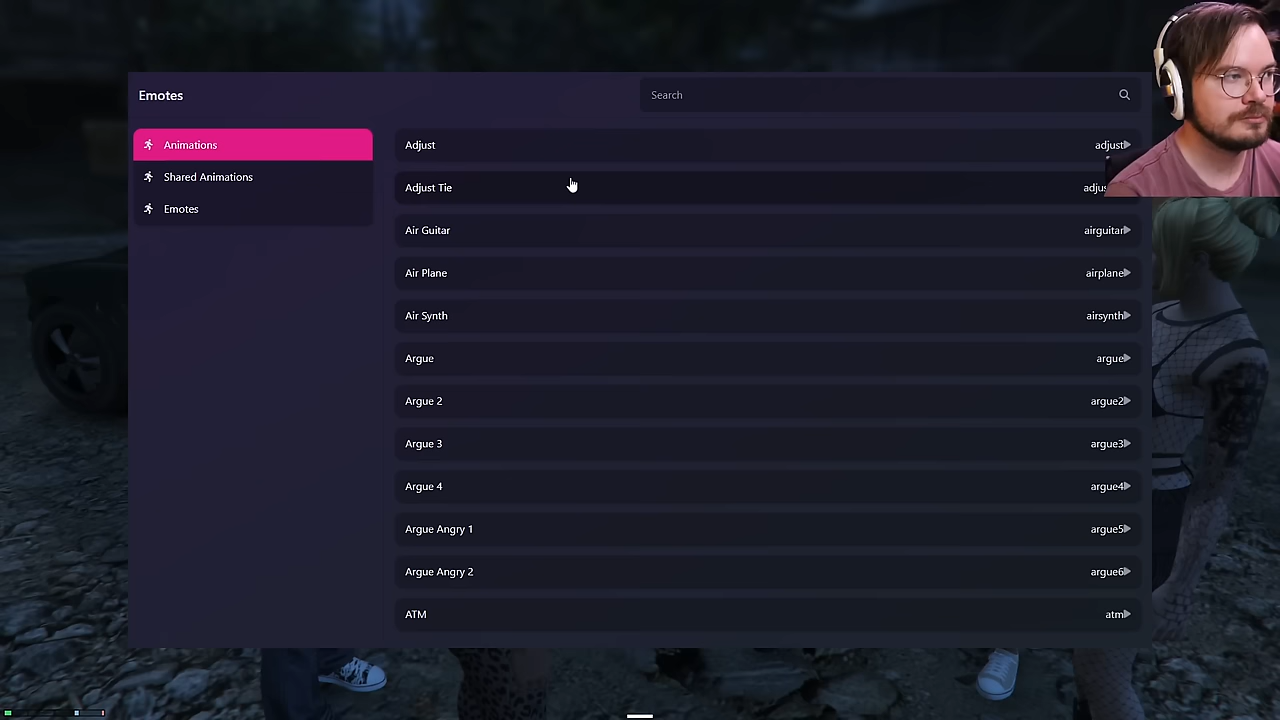 Emotes
Search
Animations
Shared Animations
Emotes
Adjust adjust
Adjust Tie
Air Guitar airguitar
Air Plane airplane
Air Synth airsynth
Argue argue
Argue 2 argue2
Argue 3 argue3
Argue 4 argue4
Argue Angry 1 argue5
Argue Angry 2 argue6
ATM atm